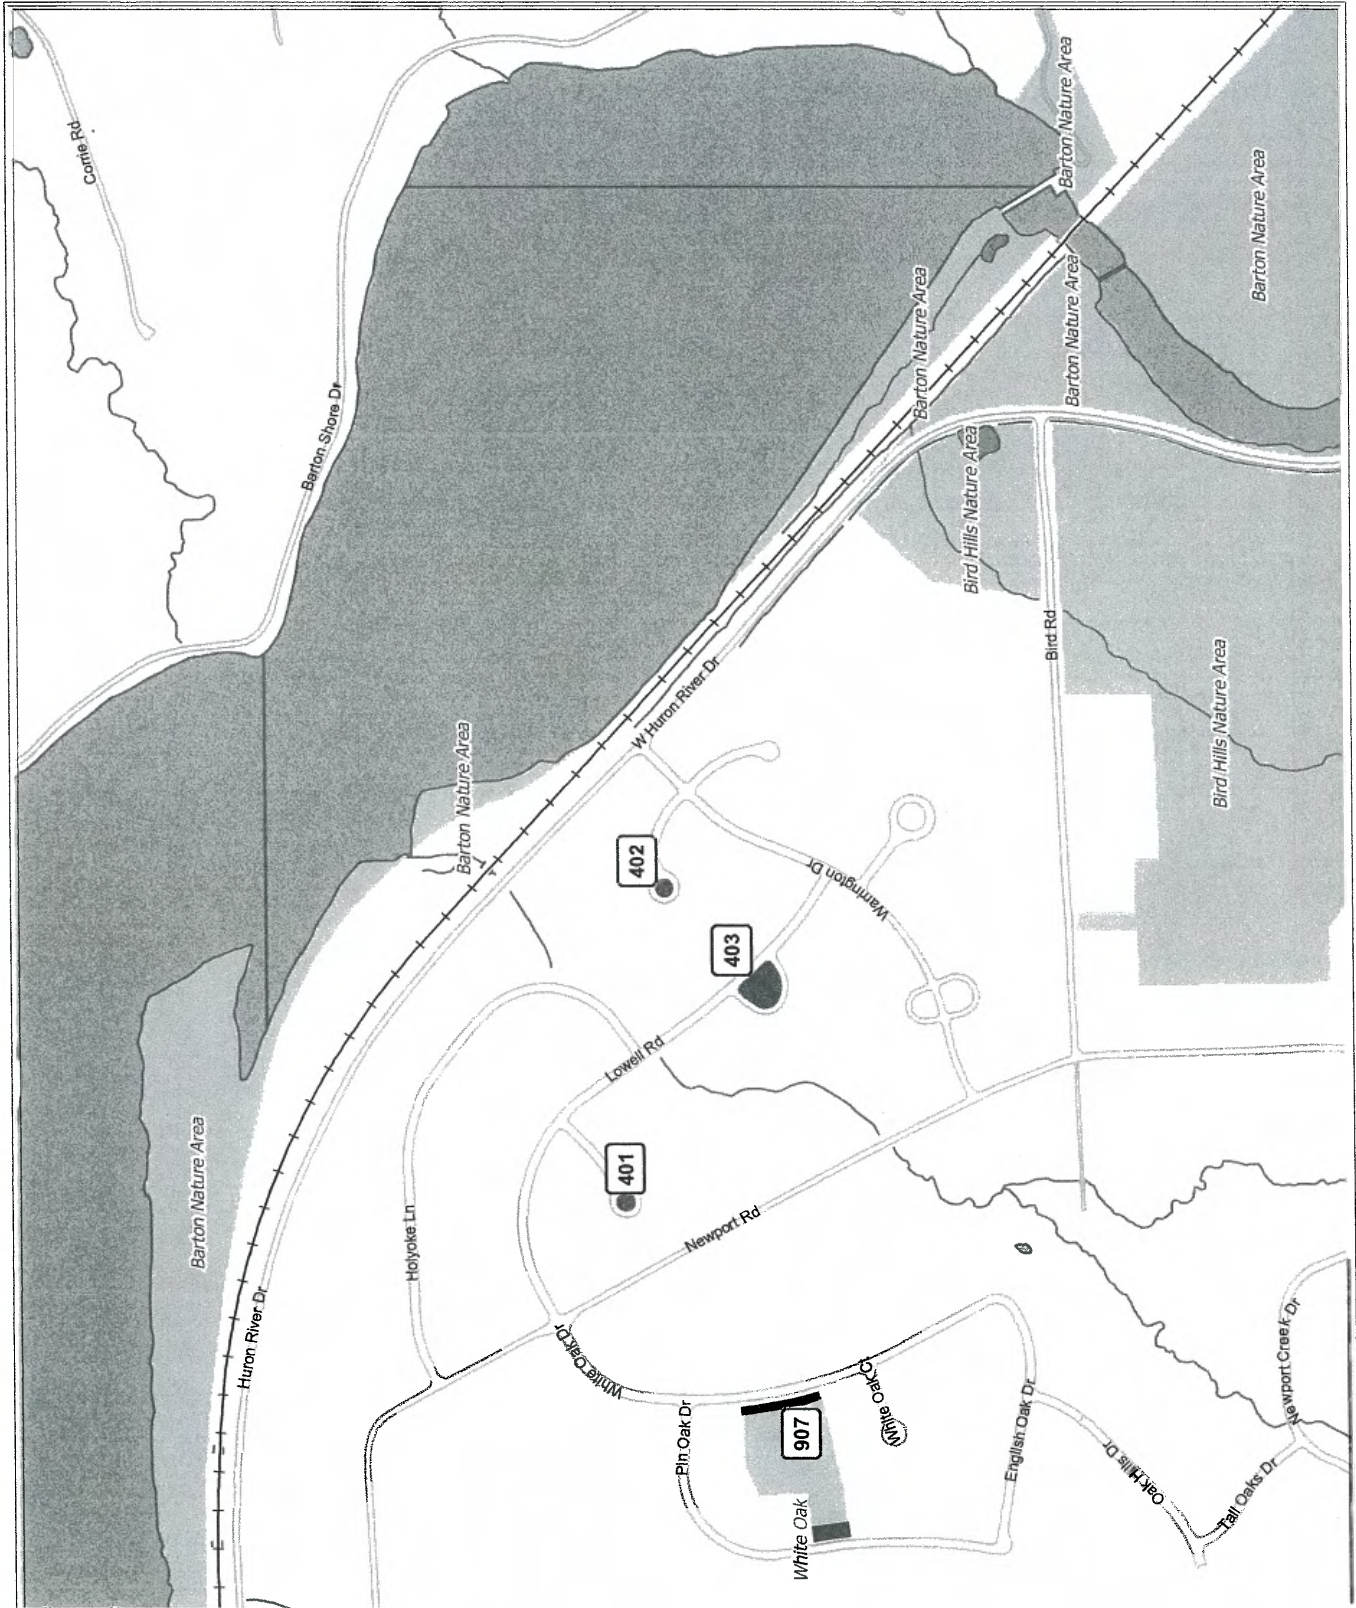 Corrie Rd
Barton Shore Dr
Barton Nature Area
Barton Nature Area
Barton Nature Area
Barton Nature Area
Bird Hills Nature Area
Bird Rd
Bird Hills Nature Area
W Huron River Dr
Barton Nature Area
402
Warrington Dr
403
Lowell Rd
401
Barton Nature Area
Holyoke Ln
Newport Rd
Huron River Dr
White Oak Dr
Pin Oak Dr
907
White Oak Ct
White Oak
English Oak Dr
Oak Hills Dr
Tall Oaks Dr
Newport Creek Dr